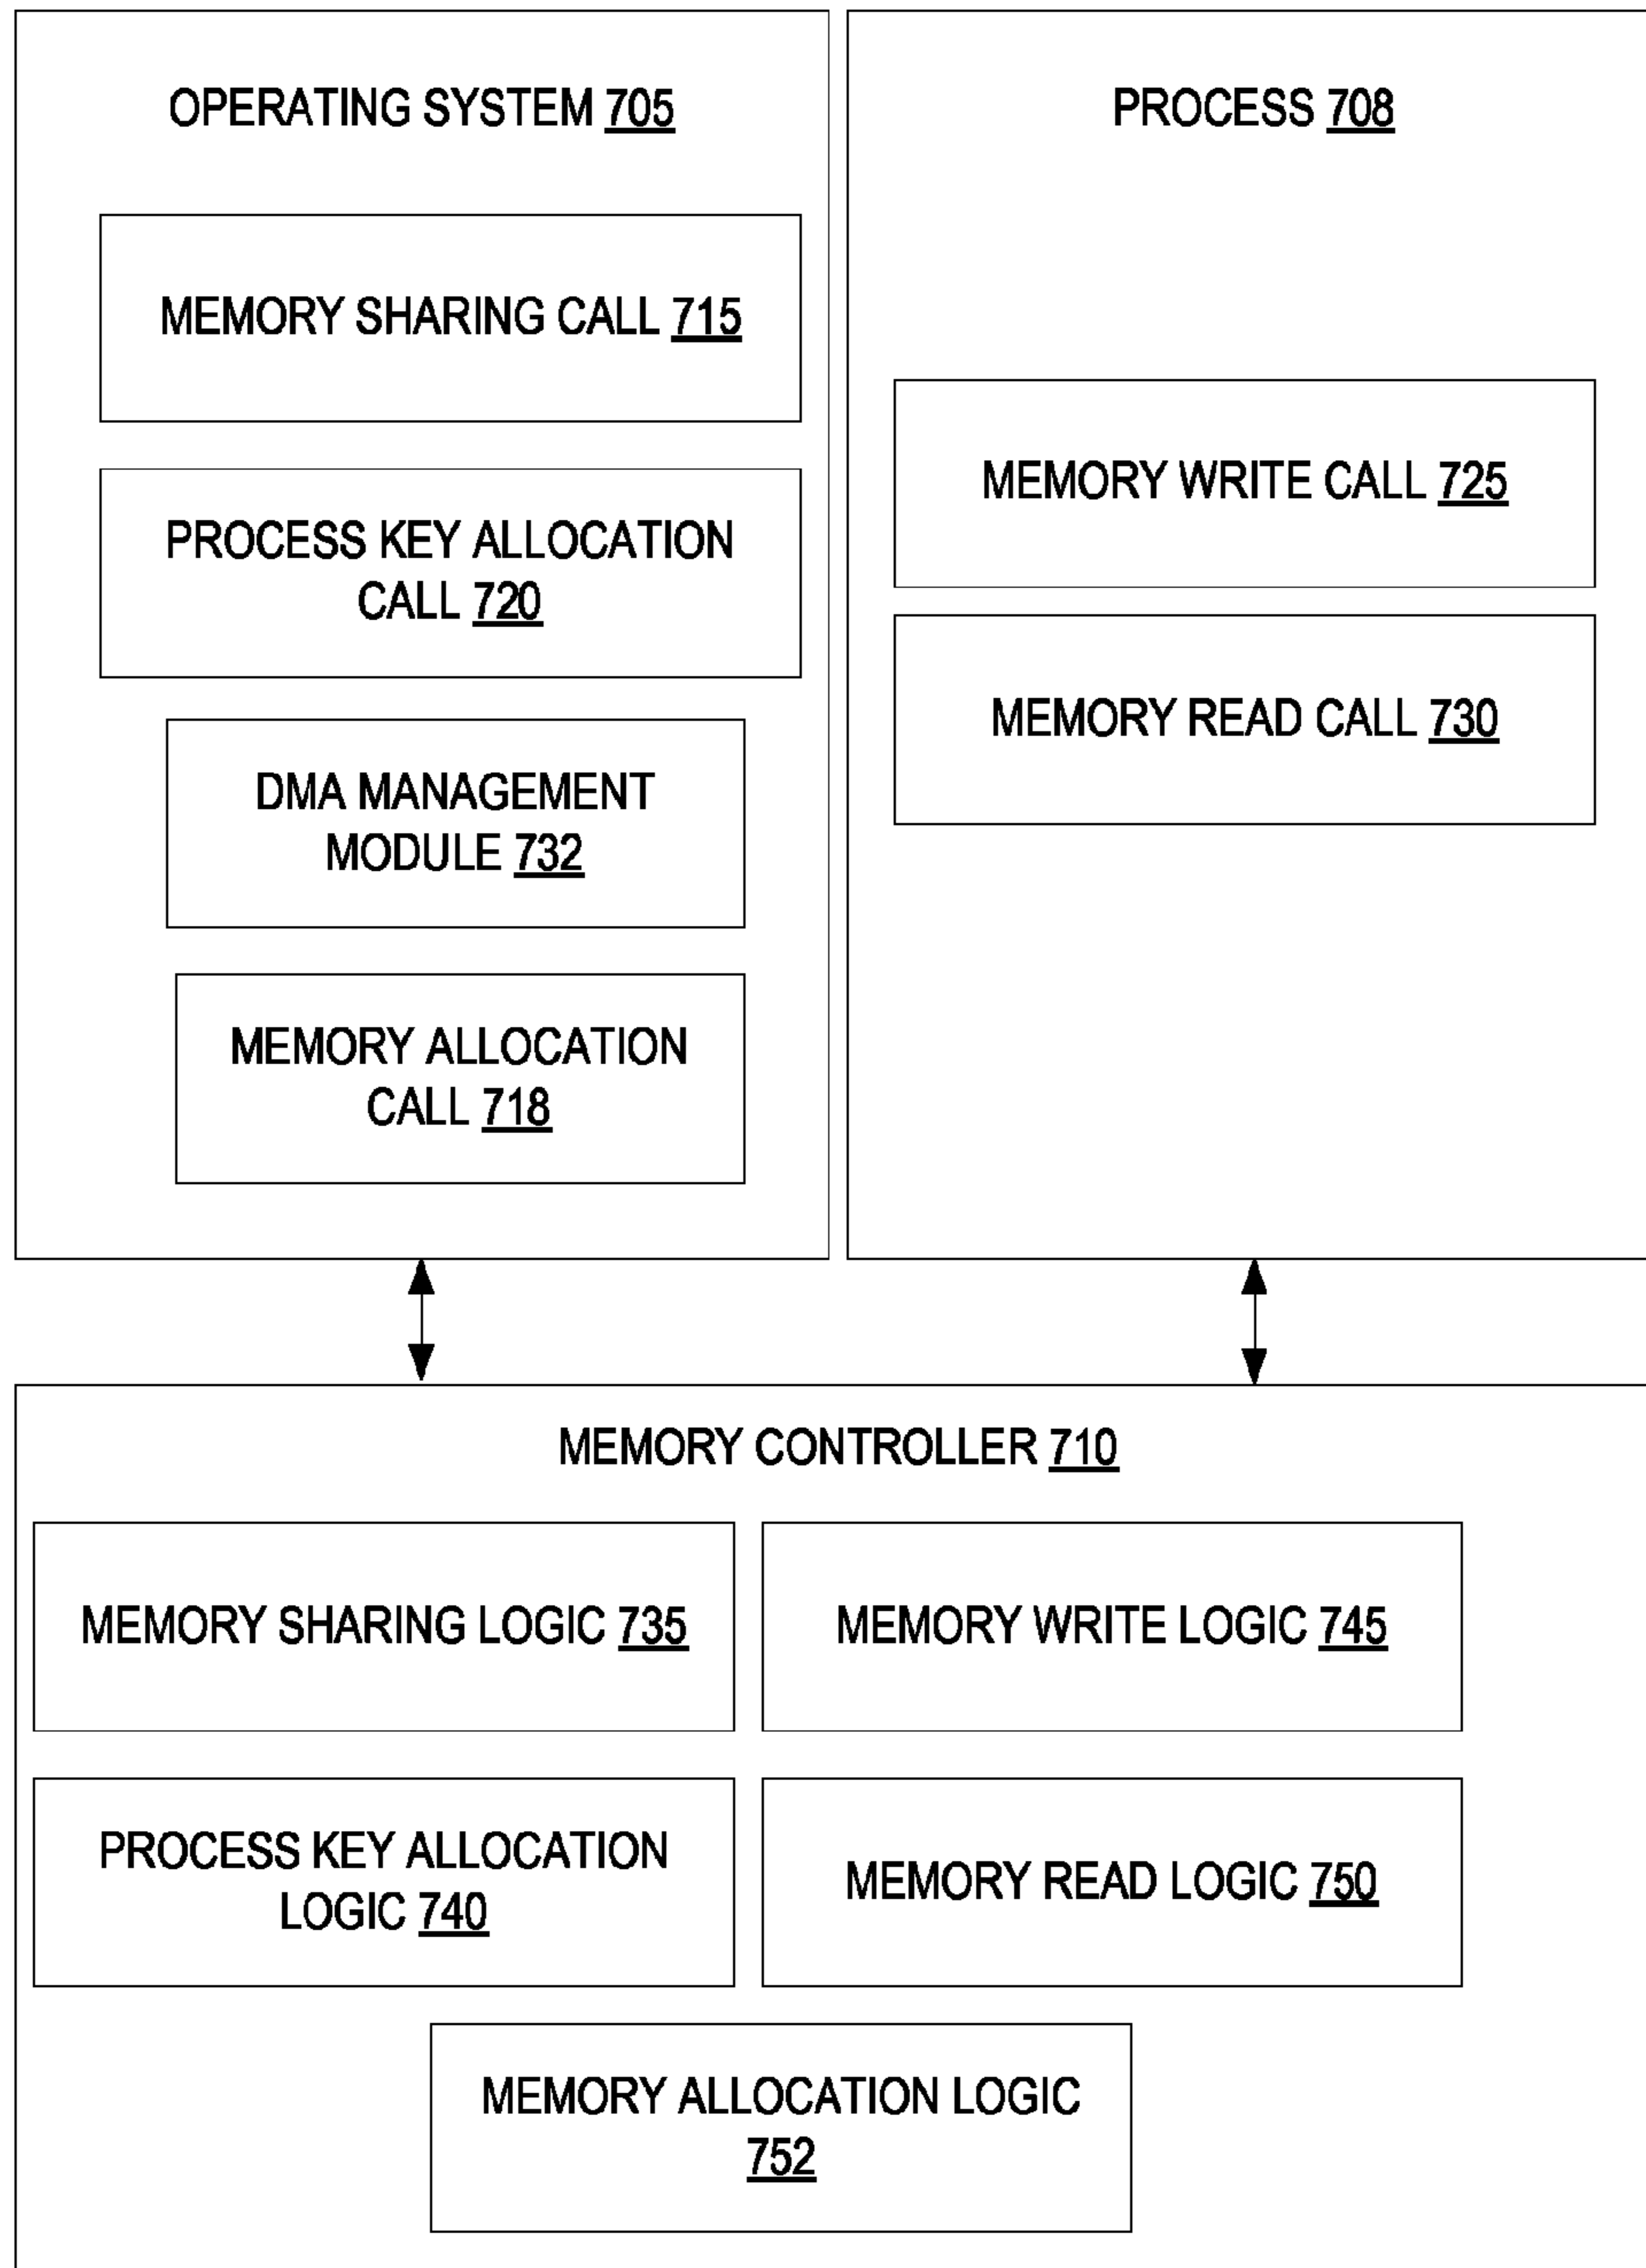 OPERATING SYSTEM 705
MEMORY SHARING CALL 715
PROCESS KEY ALLOCATION
CALL 720
DMA MANAGEMENT
MODULE 732
MEMORY ALLOCATION
CALL 718
PROCESS 708
MEMORY WRITE CALL 725
MEMORY READ CALL 730
MEMORY CONTROLLER 710
MEMORY SHARING LOGIC 735
MEMORY WRITE LOGIC 745
PROCESS KEY ALLOCATION
LOGIC 740
MEMORY READ LOGIC 750
MEMORY ALLOCATION LOGIC
752